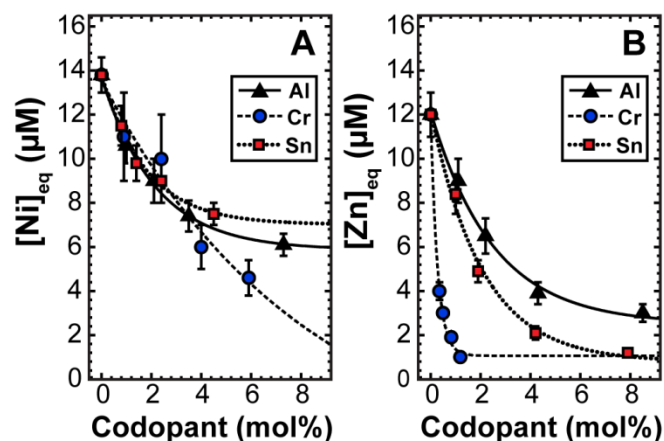 A
B
Al
Cr
Sn
Al
Cr
Sn
[Ni]eq (µM)
16
14
12
10
8
6
4
2
0
0 2 4 6 8
Codopant (mol%)
[Zn]eq (µM)
16
14
12
10
8
6
4
2
0
0 2 4 6 8
Codopant (mol%)